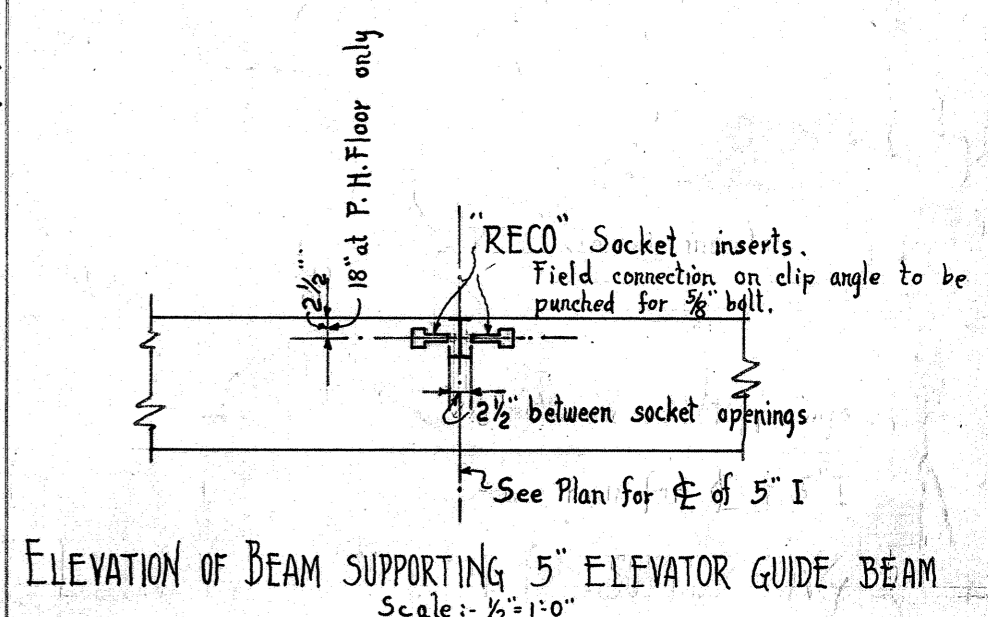 2½"
18" at P. H. Floor only
"RECO" Socket inserts.
Field connection on clip angle to be
punched for ⅝" bolt.
2½" between socket openings
See Plan for ℄ of 5" I
ELEVATION OF BEAM SUPPORTING 5" ELEVATOR GUIDE BEAM
Scale:- ½"=1'-0"